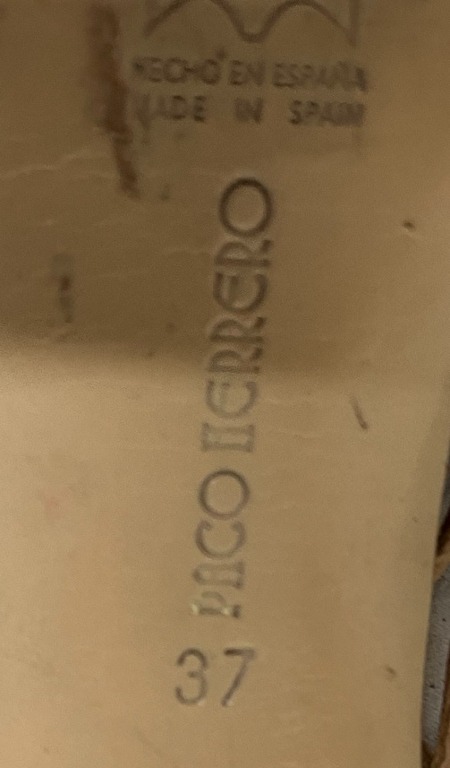 HECHO EN ESPAÑA
MADE IN SPAIN
PACO HERRERO
37